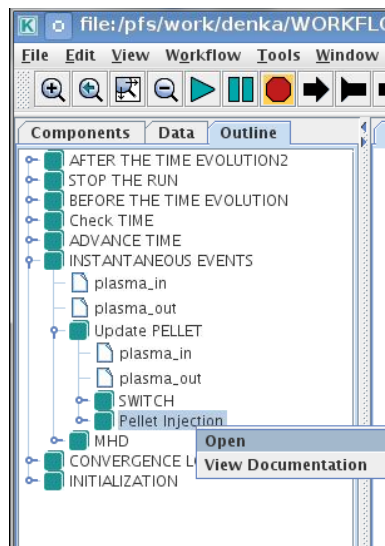 file:/pfs/work/denka/WORKFLO
File Edit View Workflow Tools Window
Components Data Outline
AFTER THE TIME EVOLUTION2
STOP THE RUN
BEFORE THE TIME EVOLUTION
Check TIME
ADVANCE TIME
INSTANTANEOUS EVENTS
plasma_in
plasma_out
Update PELLET
plasma_in
plasma_out
SWITCH
Pellet Injection
Open
MHD
View Documentation
CONVERGENCE L
INITIALIZATION